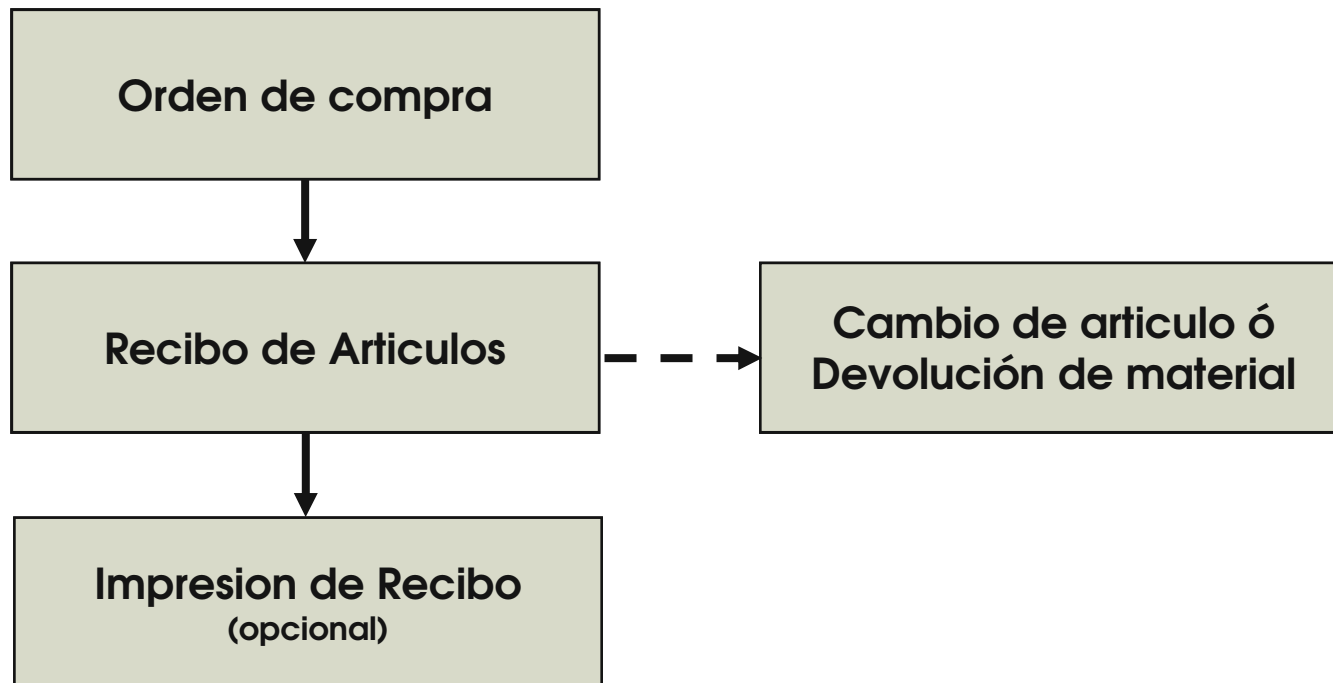 Orden de compra
Recibo de Articulos
Cambio de articulo ó
Devolución de material
Impresion de Recibo
(opcional)